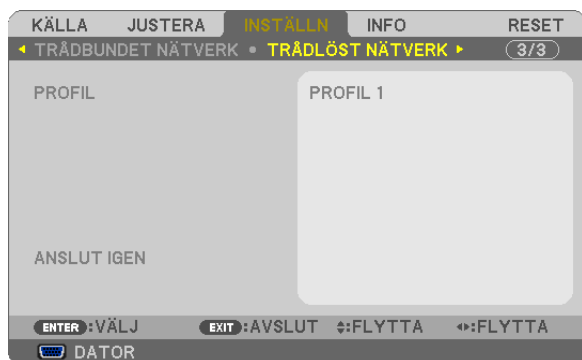 KÄLLA JUSTERA INSTÄLLN INFO RESET
TRÅDBUNDET NÄTVERK • TRÅDLÖST NÄTVERK 3/3
PROFIL PROFIL 1
ANSLUT IGEN
ENTER :VÄLJ EXIT :AVSLUT :FLYTTA :FLYTTA
DATOR